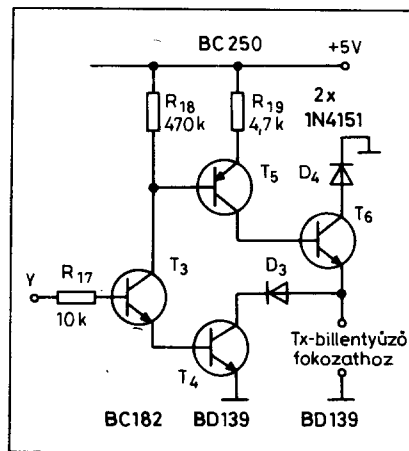 BC 250
+5V
R18
470k
R19
4,7k
2x
1N4151
T5
D4
T6
Y
R17
10k
T3
D3
T4
Tx-billentyűző
fokozathoz
BC182
BD139
BD139